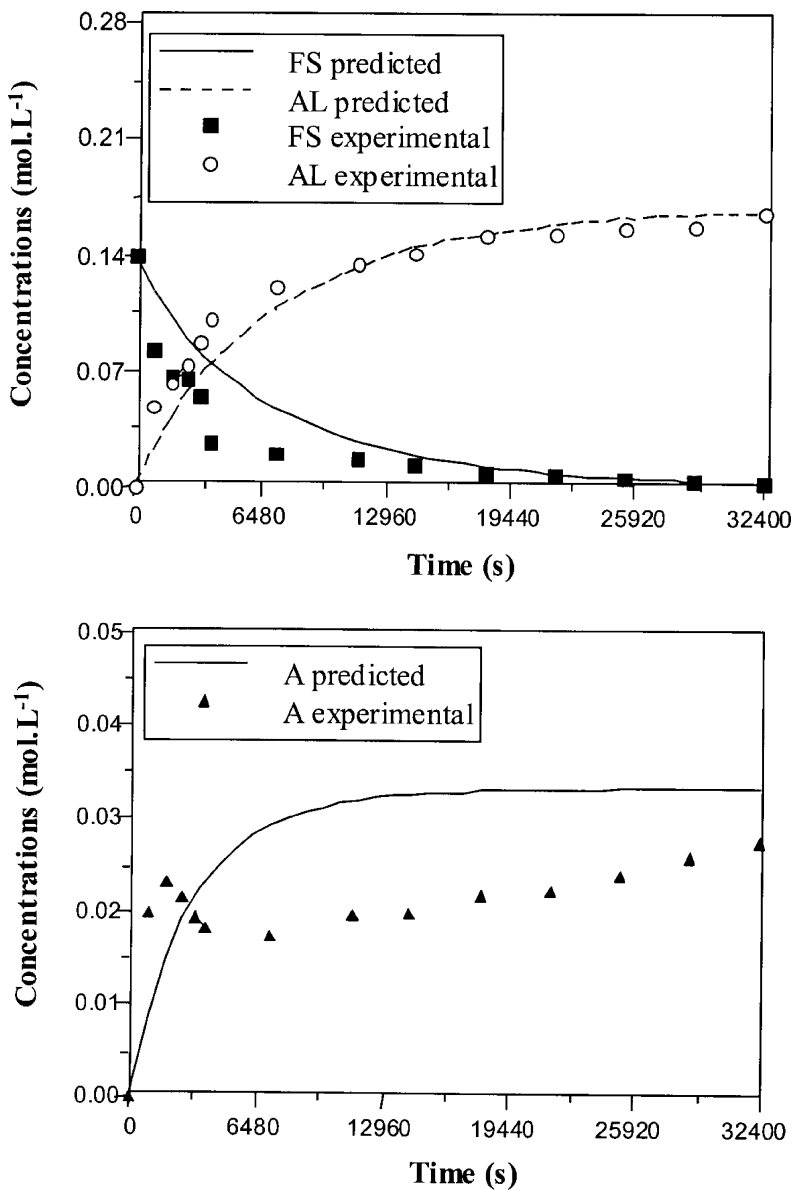 0.28
FS predicted
AL predicted
FS experimental
AL experimental
0.21
0.14
0.07
0.00
Concentrations (mol.L-1)
0 6480 12960 19440 25920 32400
Time (s)
0.05
A predicted
A experimental
0.04
0.03
0.02
0.01
0.00
Concentrations (mol.L-1)
0 6480 12960 19440 25920 32400
Time (s)